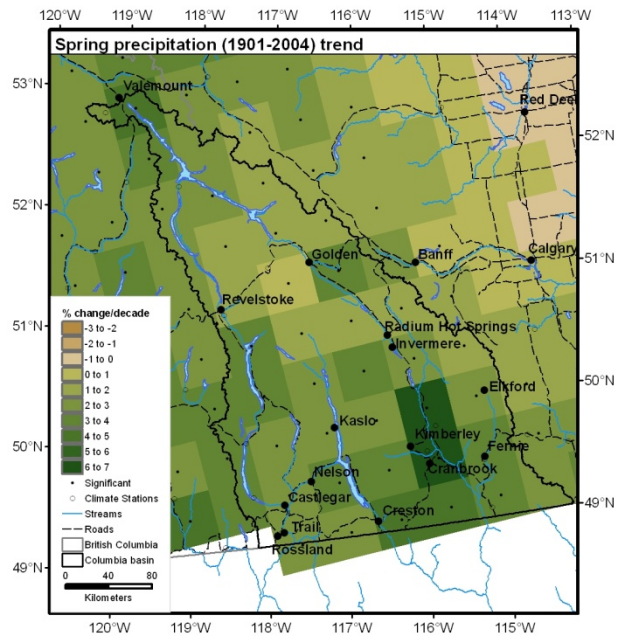 120°W 119°W 118°W 117°W 116°W 115°W 114°W 113°W
Spring precipitation (1901-2004) trend
53°N
Valemount
Red Deer
52°N
52°N
Golden
Banff
Calgary
51°N
Revelstoke
51°N
Radium Hot Springs
Invermere
Elkford
50°N
Kaslo
50°N
Kimberley
Fernie
Cranbrook
Nelson
Castlegar
Creston
49°N
Trail
Rossland
49°N
% change/decade
-3 to -2
-2 to -1
-1 to 0
0 to 1
1 to 2
2 to 3
3 to 4
4 to 5
5 to 6
6 to 7
Significant
Climate Stations
Streams
Roads
British Columbia
Columbia basin
0 40 80
Kilometers
120°W 119°W 118°W 117°W 116°W 115°W